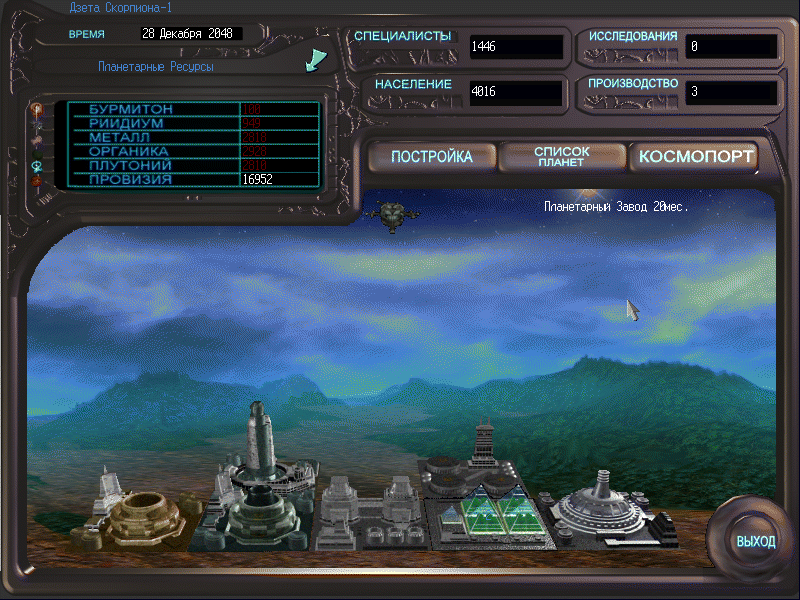 Дзета Скорпиона-1
ВРЕМЯ 28 Декабря 2048
СПЕЦИАЛИСТЫ 1446
ИССЛЕДОВАНИЯ 0
Планетарные Ресурсы
НАСЕЛЕНИЕ 4016
ПРОИЗВОДСТВО 3
БУРМИТОН
РИИДИУМ
МЕТАЛЛ
ОРГАНИКА
ПЛУТОНИЙ
ПРОВИЗИЯ 16952
ПОСТРОЙКА
СПИСОК
ПЛАНЕТ
КОСМОПОРТ
Планетарный Завод 20мес.
ВЫХОД